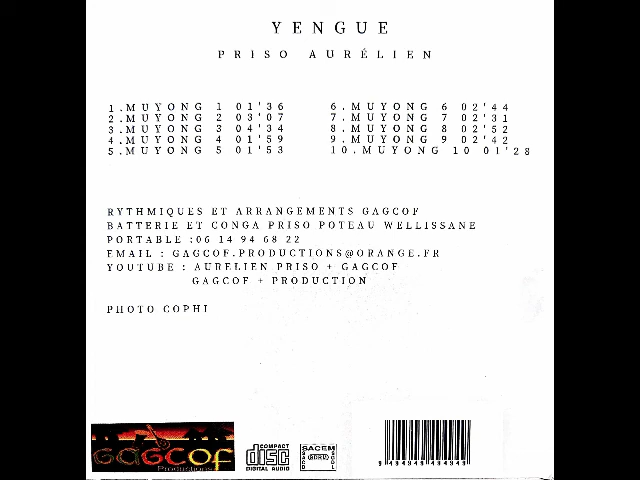 YENGUE
PRISO AURÉLIEN
1.MUYONG 1 01'36
2.MUYONG 2 03'07
3.MUYONG 3 04'34
4.MUYONG 4 01'59
5.MUYONG 5 01'53
6.MUYONG 6 02'44
7.MUYONG 7 02'31
8.MUYONG 8 02'52
9.MUYONG 9 02'42
10.MUYONG 10 01'28
RYTHMIQUES ET ARRANGEMENTS GAGCOF
BATTERIE ET CONGA PRISO POTEAU WELLISSANE
PORTABLE :06 14 94 68 22
EMAIL : GAGCOF.PRODUCTIONS@ORANGE.FR
YOUTUBE : AURELIEN PRISO + GAGCOF
GAGCOF + PRODUCTION
PHOTO COPHI
GAGCOF
Productions
COMPACT
disc
DIGITAL AUDIO
SACEM
SACD
SDRM
SGDL